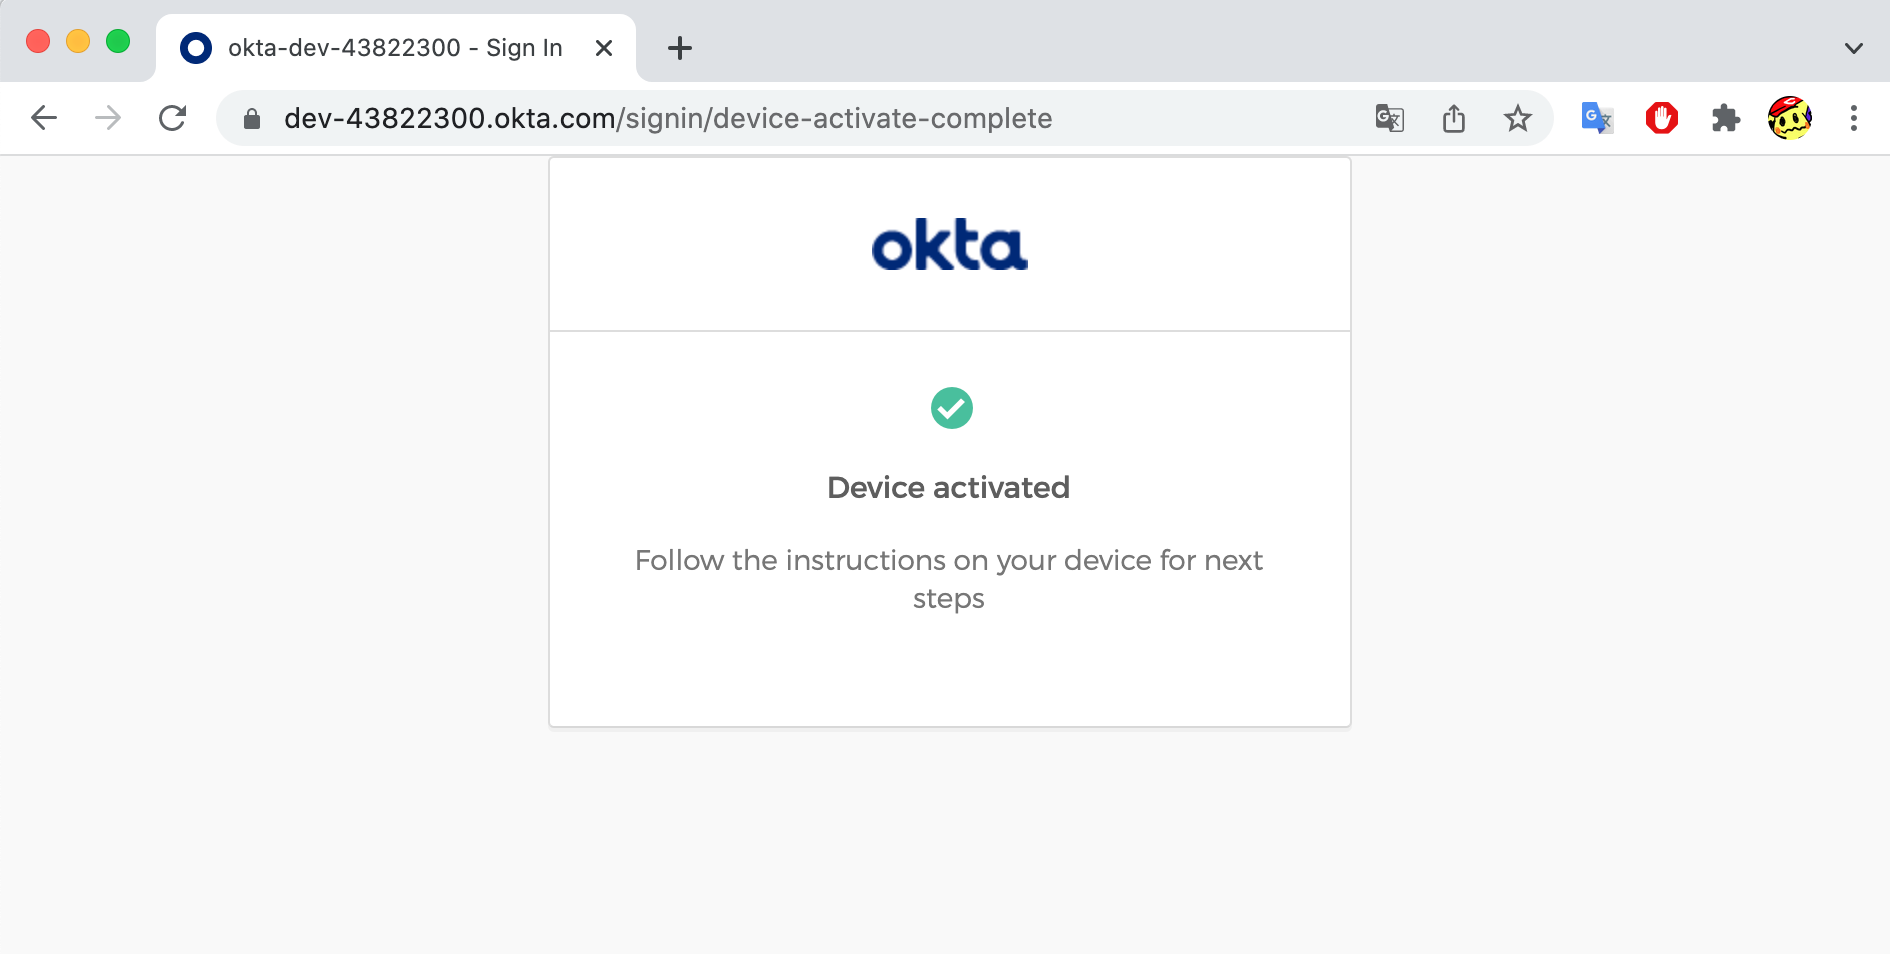 okta-dev-43822300 - Sign In
dev-43822300.okta.com/signin/device-activate-complete
okta
Device activated
Follow the instructions on your device for next
steps